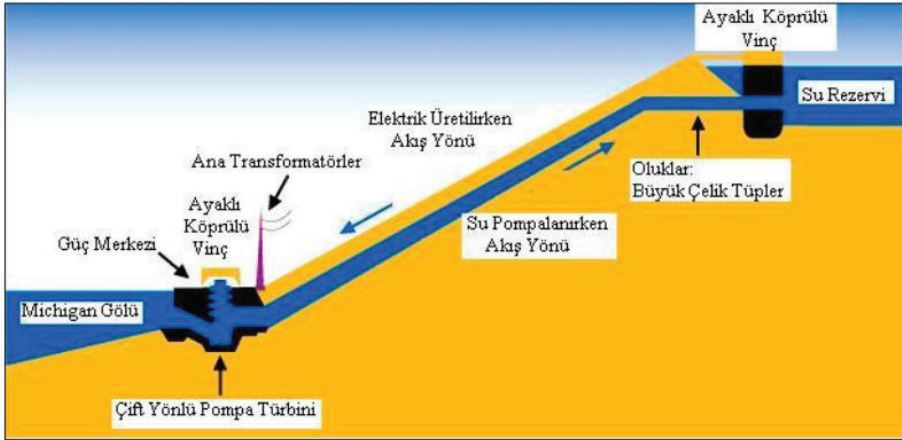 Ayaklı Köprülü
Vinç
Su Rezervi
Elektrik Üretilirken
Akış Yönü
Ana Transformatörler
Oluklar:
Büyük Çelik Tüpler
Ayaklı
Köprülü
Vinç
Su Pompalanırken
Akış Yönü
Güç Merkezi
Michigan Gölü
Çift Yönlü Pompa Türbini